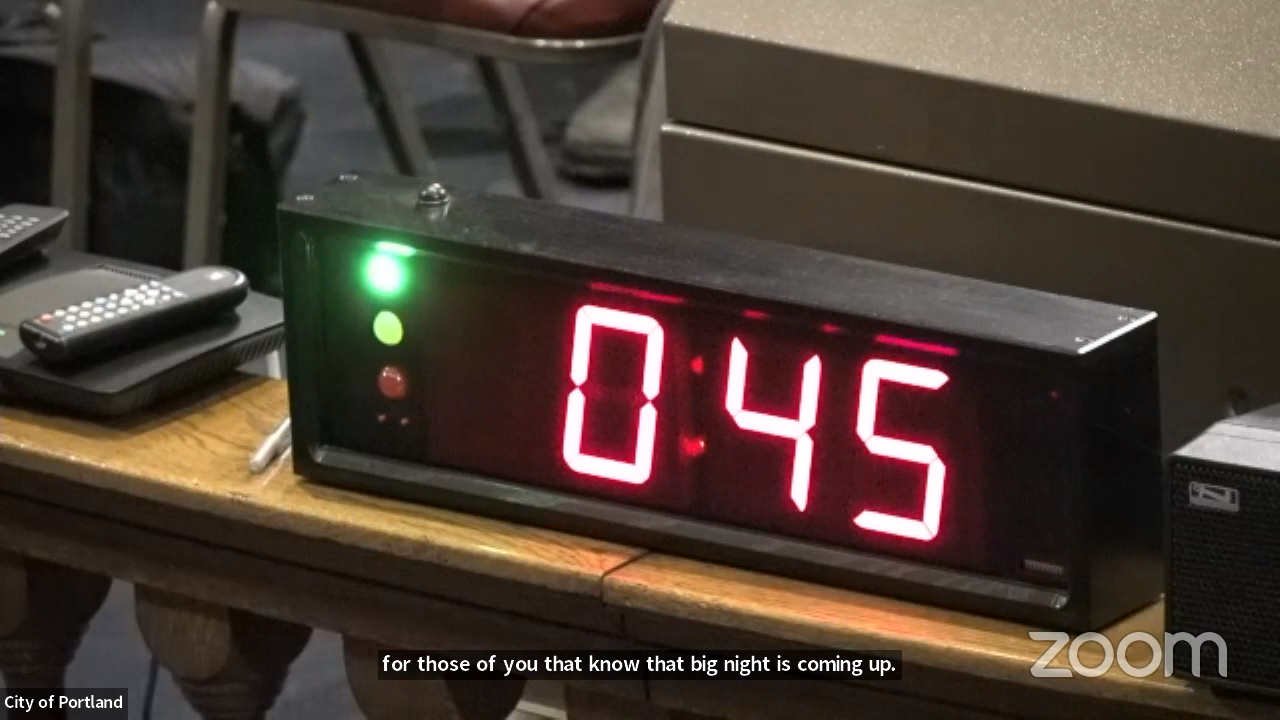 0:45
for those of you that know that big night is coming up.
zoom
City of Portland